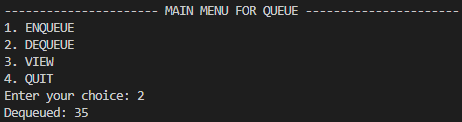 ---------------------- MAIN MENU FOR QUEUE ----------------------
1. ENQUEUE
2. DEQUEUE
3. VIEW
4. QUIT
Enter your choice: 2
Dequeued: 35